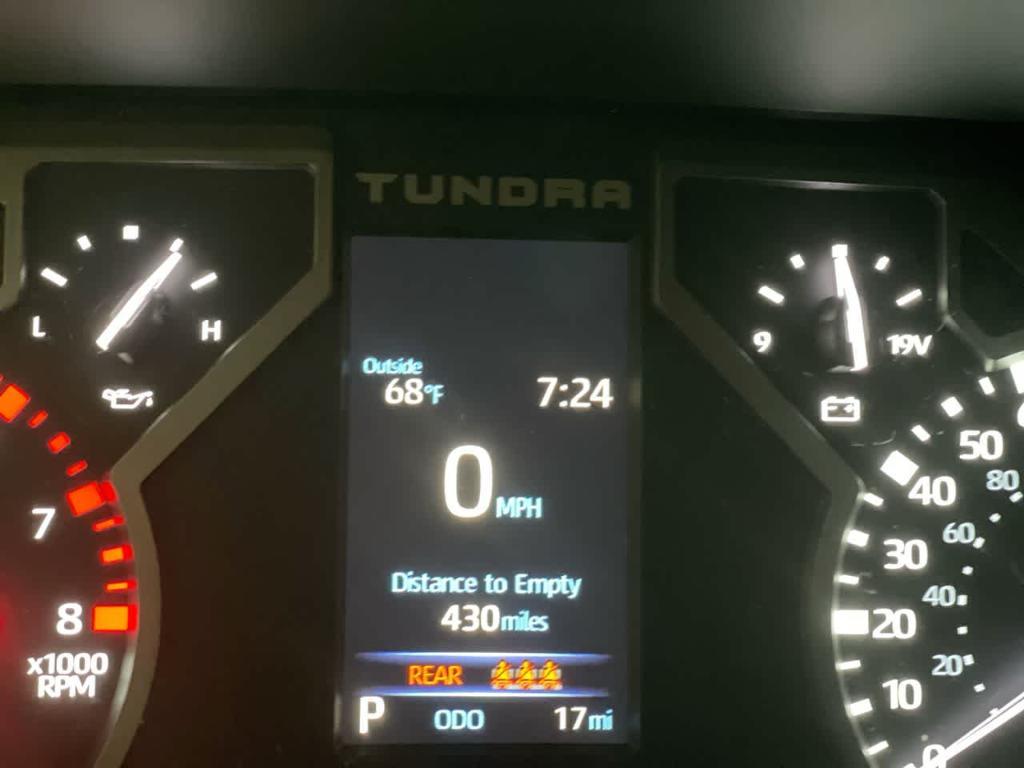 TUNDRA
L H
9 19V
Outside
68°F 7:24
0 MPH
Distance to Empty
430 miles
REAR
P ODO 17 mi
7
8
x1000
RPM
50
40
30
20
10
0
80
60
40
20